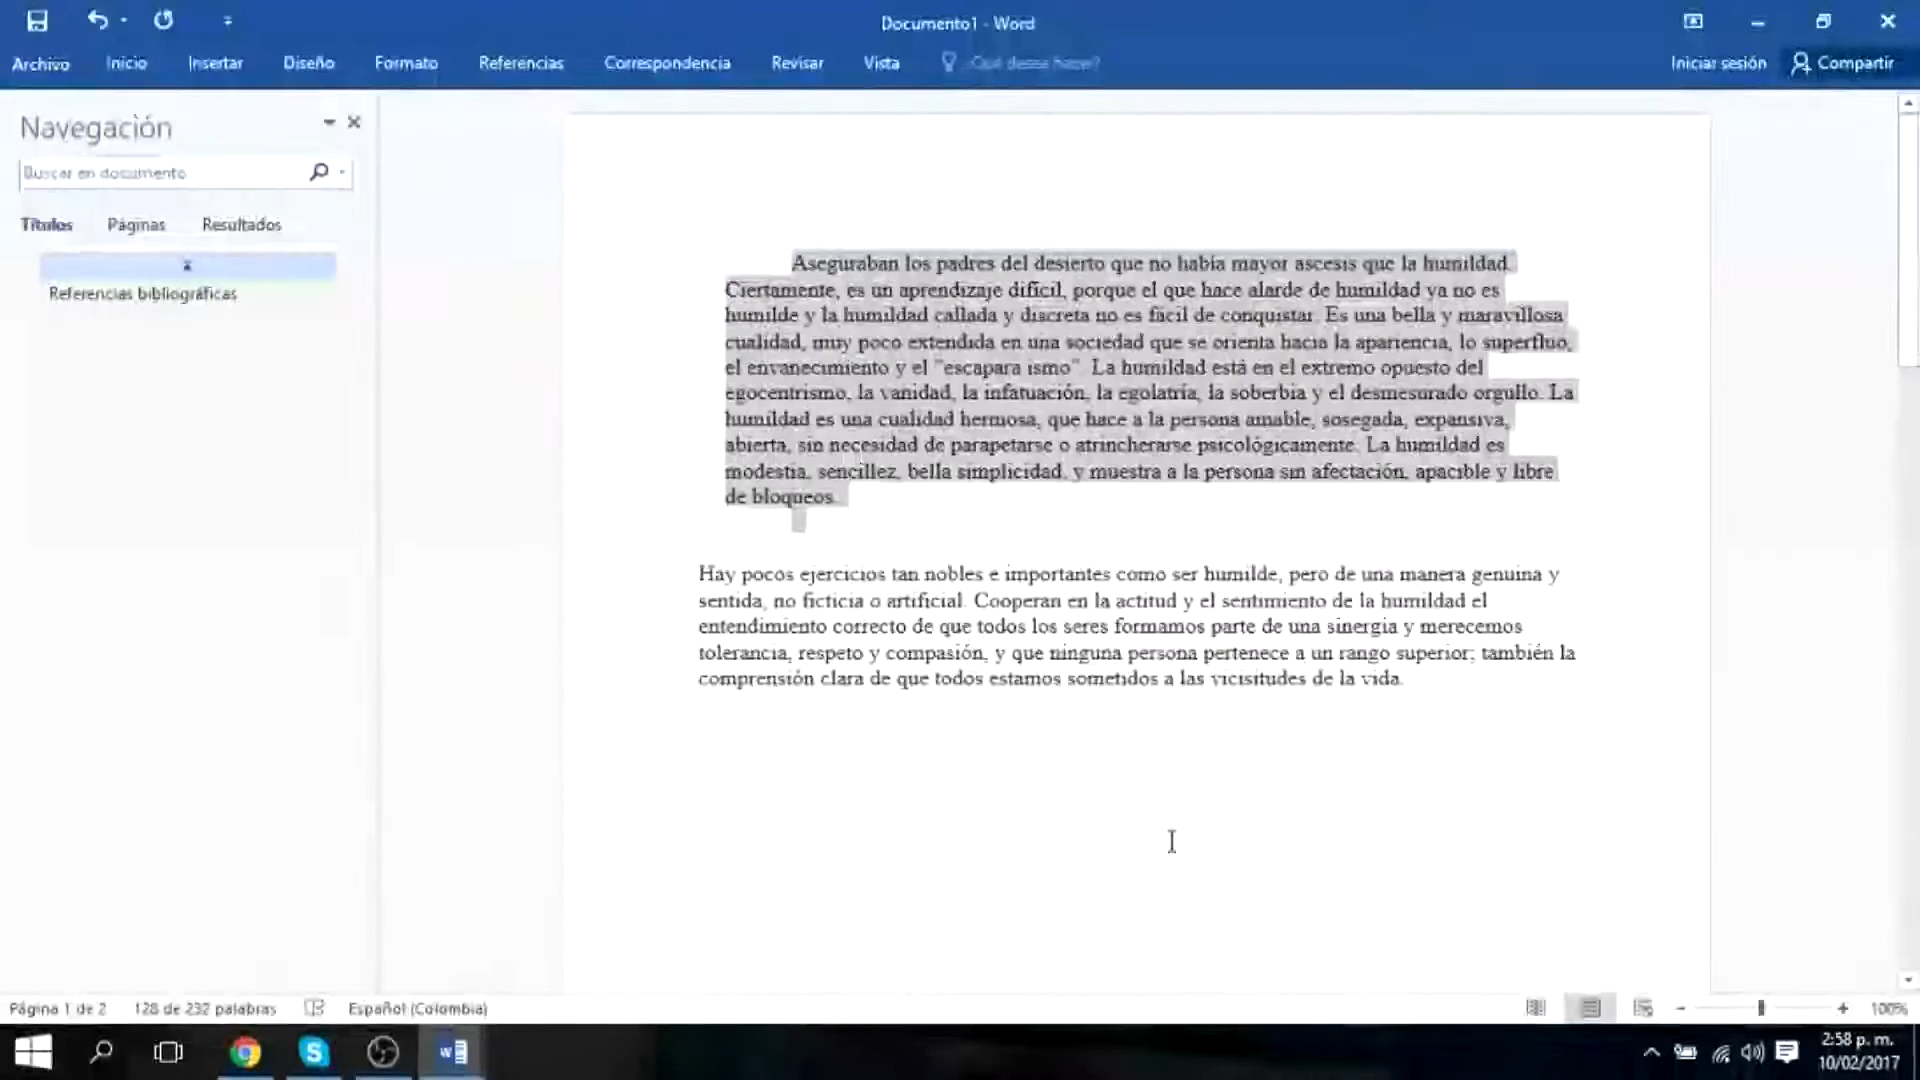 Documento1 - Word
Archivo Inicio Insertar Diseño Formato Referencias Correspondencia Revisar Vista ¿Qué desea hacer? Iniciar sesión Compartir
Navegación
Buscar en documento
Títulos Páginas Resultados
Referencias bibliográficas
Aseguraban los padres del desierto que no había mayor ascesis que la humildad.
Ciertamente, es un aprendizaje difícil, porque el que hace alarde de humildad ya no es
humilde y la humildad callada y discreta no es fácil de conquistar. Es una bella y maravillosa
cualidad, muy poco extendida en una sociedad que se orienta hacia la apariencia, lo superfluo,
el envanecimiento y el "escapara ismo". La humildad está en el extremo opuesto del
egocentrismo, la vanidad, la infatuación, la egolatría, la soberbia y el desmesurado orgullo. La
humildad es una cualidad hermosa, que hace a la persona amable, sosegada, expansiva,
abierta, sin necesidad de parapetarse o atrincherarse psicológicamente. La humildad es
modestia, sencillez, bella simplicidad, y muestra a la persona sin afectación, apacible y libre
de bloqueos.
Hay pocos ejercicios tan nobles e importantes como ser humilde, pero de una manera genuina y
sentida, no ficticia o artificial. Cooperan en la actitud y el sentimiento de la humildad el
entendimiento correcto de que todos los seres formamos parte de una sinergia y merecemos
tolerancia, respeto y compasión, y que ninguna persona pertenece a un rango superior; también la
comprensión clara de que todos estamos sometidos a las vicisitudes de la vida.
Página 1 de 2 128 de 232 palabras Español (Colombia) 100%
2:58 p. m.
10/02/2017